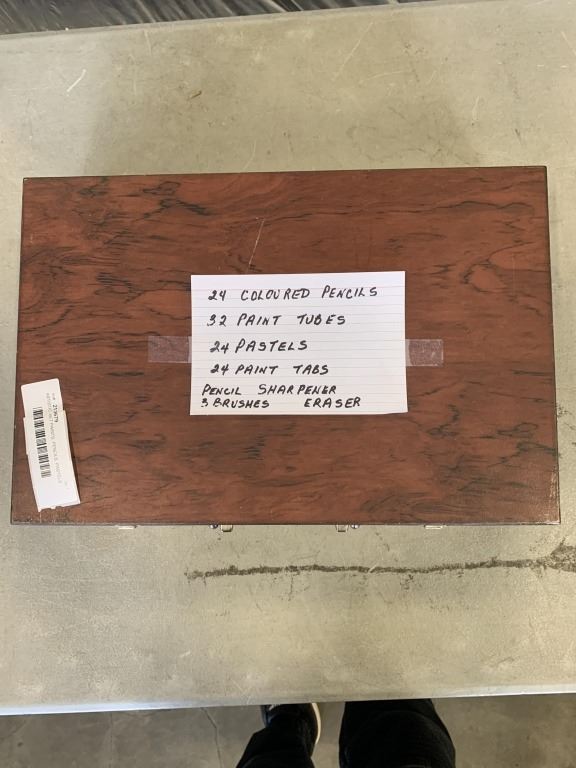 24 COLOURED PENCILS
32 PAINT TUBES
24 PASTELS
24 PAINT TABS
PENCIL SHARPENER
3 BRUSHES ERASER